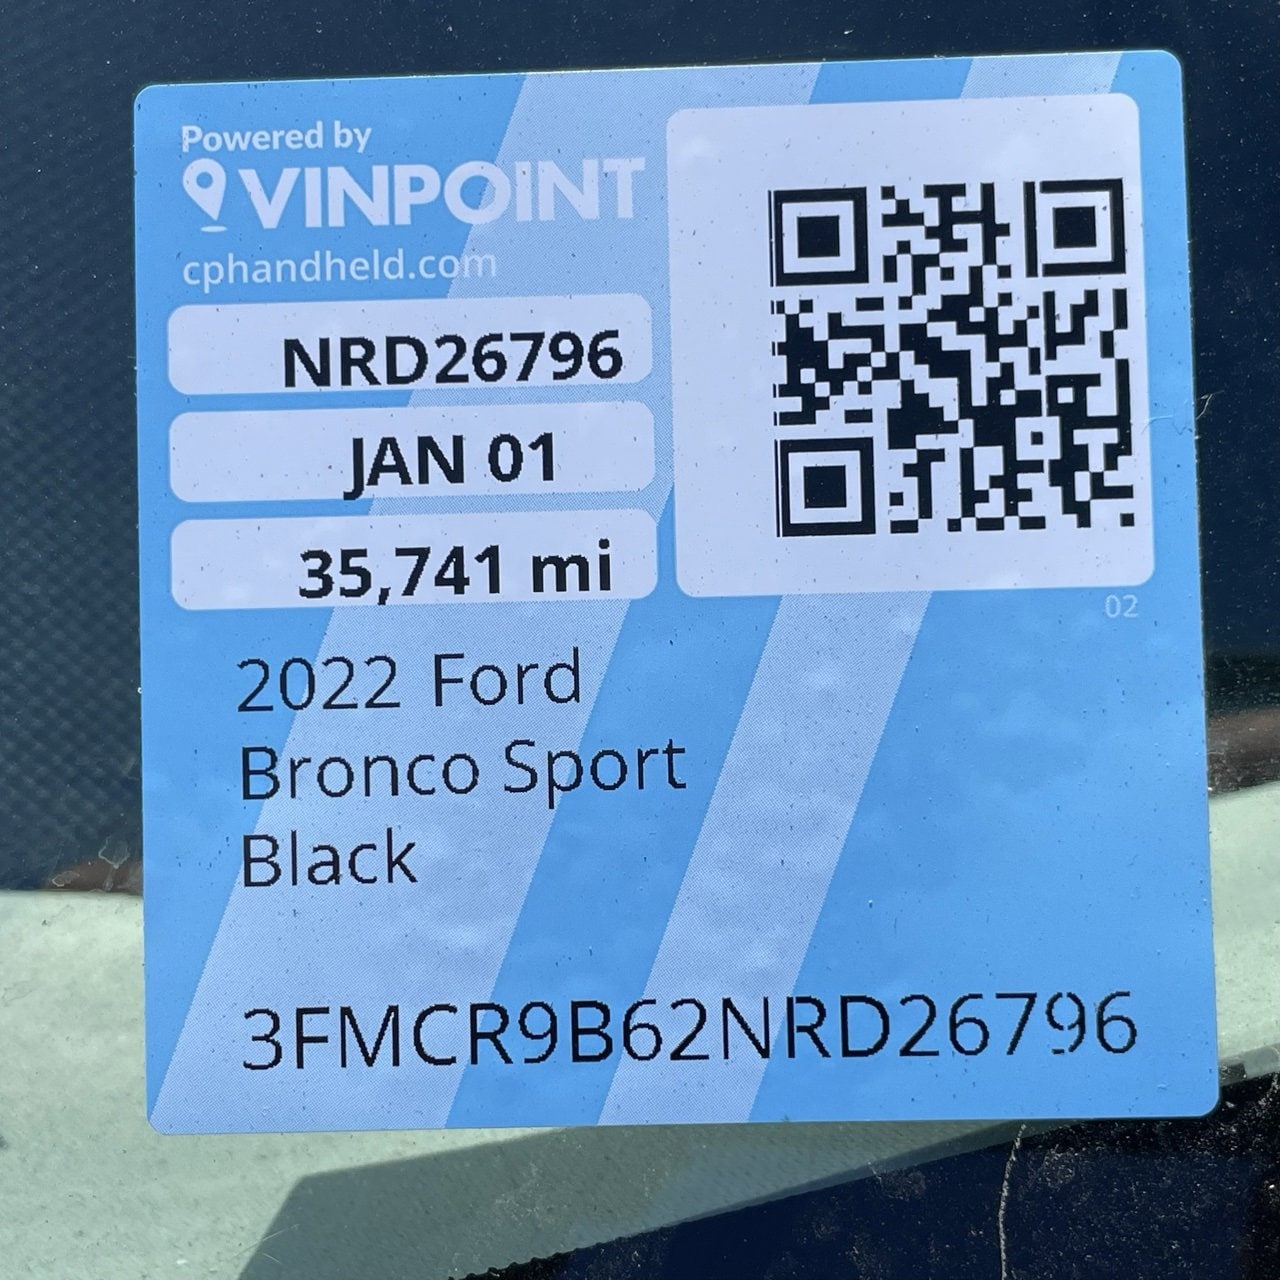 Powered by
VINPOINT
cphandheld.com
NRD26796
JAN 01
35,741 mi
02
2022 Ford
Bronco Sport
Black
3FMCR9B62NRD26796